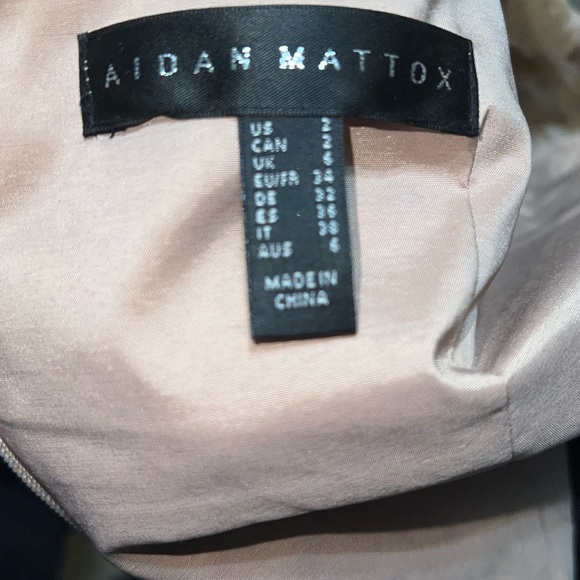 AIDAN MATTOX
US 2
CAN 2
UK 6
EU/FR 34
DE 32
ES 36
IT 38
AUS 6
MADE IN
CHINA